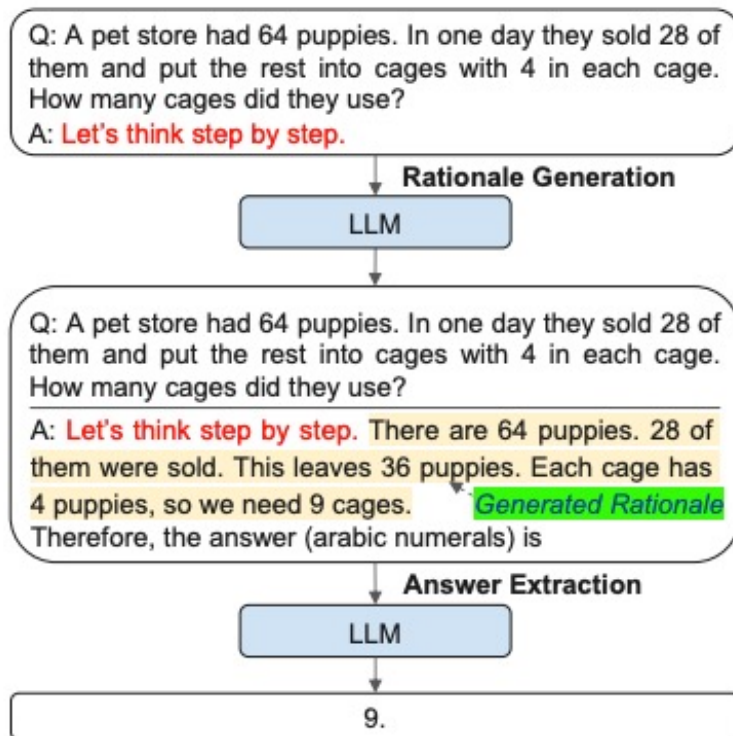 Q: A pet store had 64 puppies. In one day they sold 28 of
them and put the rest into cages with 4 in each cage.
How many cages did they use?
A: Let's think step by step.
Rationale Generation
LLM
Q: A pet store had 64 puppies. In one day they sold 28 of
them and put the rest into cages with 4 in each cage.
How many cages did they use?
A: Let's think step by step. There are 64 puppies. 28 of
them were sold. This leaves 36 puppies. Each cage has
4 puppies, so we need 9 cages. Generated Rationale
Therefore, the answer (arabic numerals) is
Answer Extraction
LLM
9.